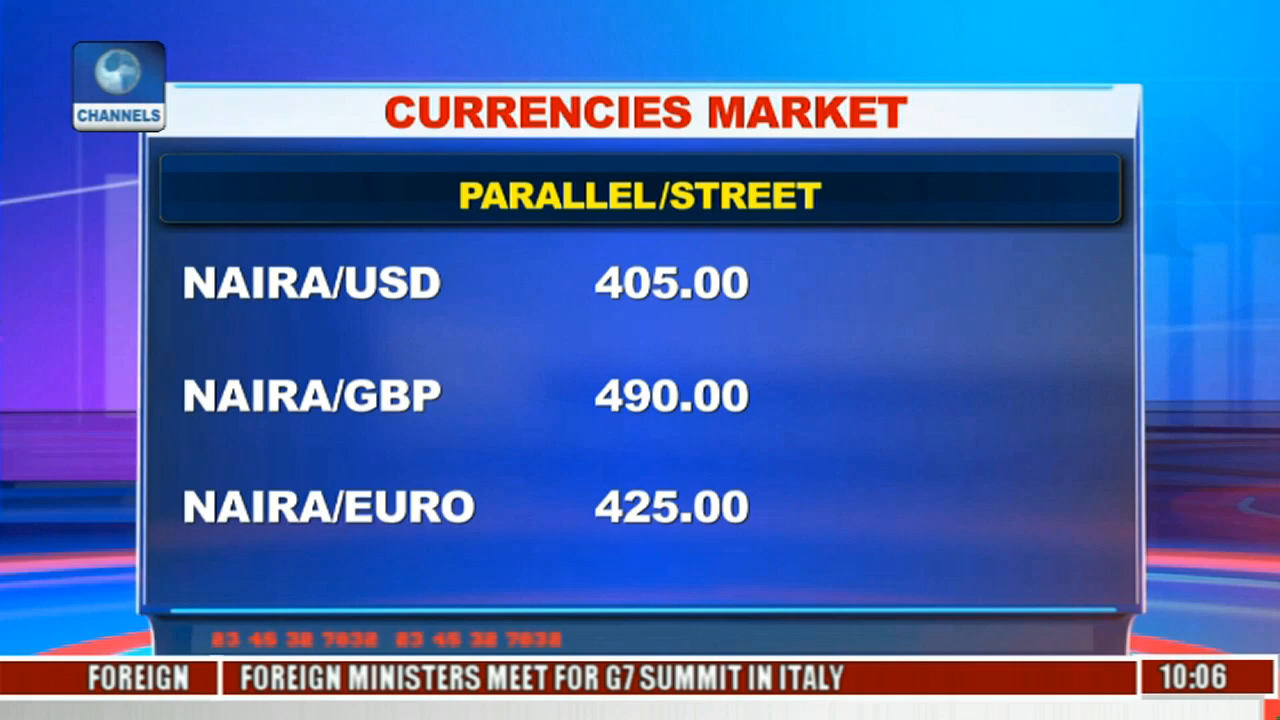 CHANNELS
CURRENCIES MARKET
PARALLEL/STREET
NAIRA/USD 405.00
NAIRA/GBP 490.00
NAIRA/EURO 425.00
FOREIGN FOREIGN MINISTERS MEET FOR G7 SUMMIT IN ITALY 10:06